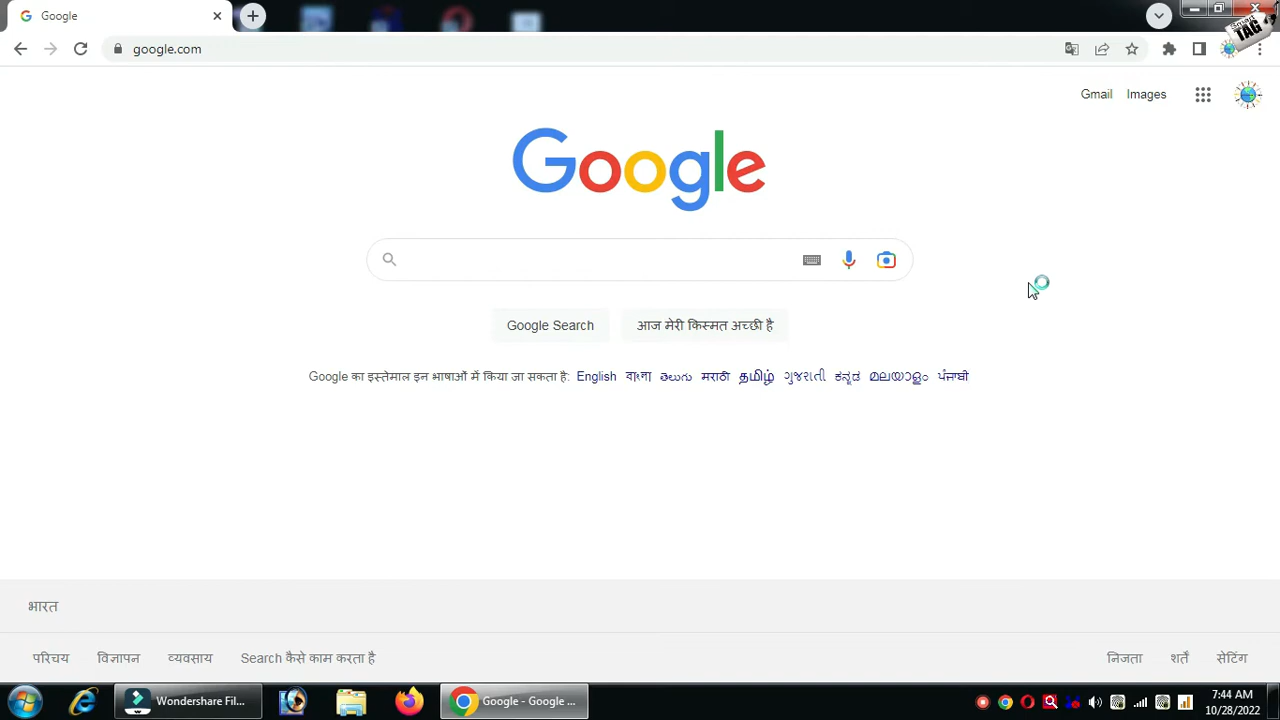 Google
google.com
Smart TAG
Gmail Images
Google
Google Search आज मेरी किस्मत अच्छी है
Google का इस्तेमाल इन भाषाओं में किया जा सकता है: English বাংলা తెలుగు मराठी தமிழ் ગુજરાતી ಕನ್ನಡ മലയാളം ਪੰਜਾਬੀ
भारत
परिचय विज्ञापन व्यवसाय Search कैसे काम करता है निजता शर्तें सेटिंग
Wondershare Fil... Google - Google ... 7:44 AM
10/28/2022